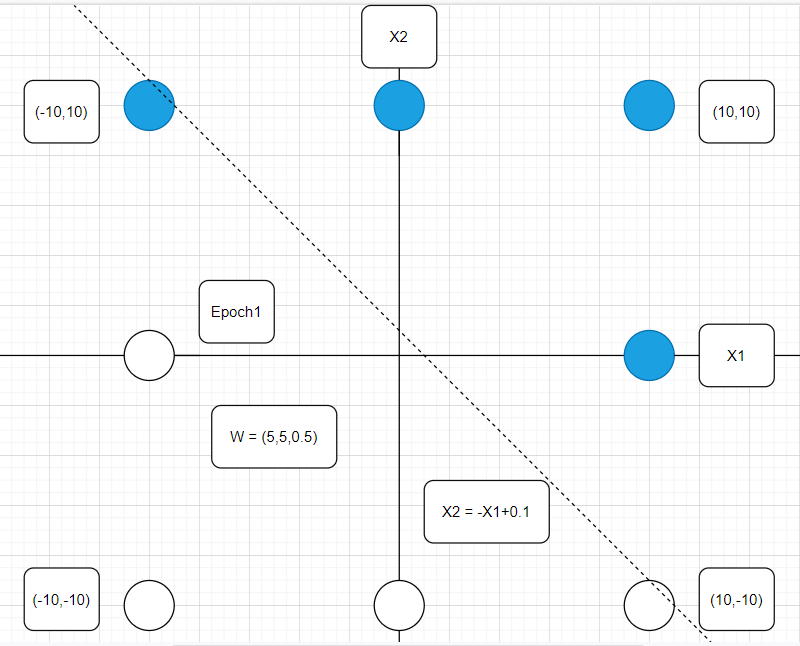 X2
(-10,10)
(10,10)
Epoch1
X1
W = (5,5,0.5)
X2 = -X1+0.1
(-10,-10)
(10,-10)